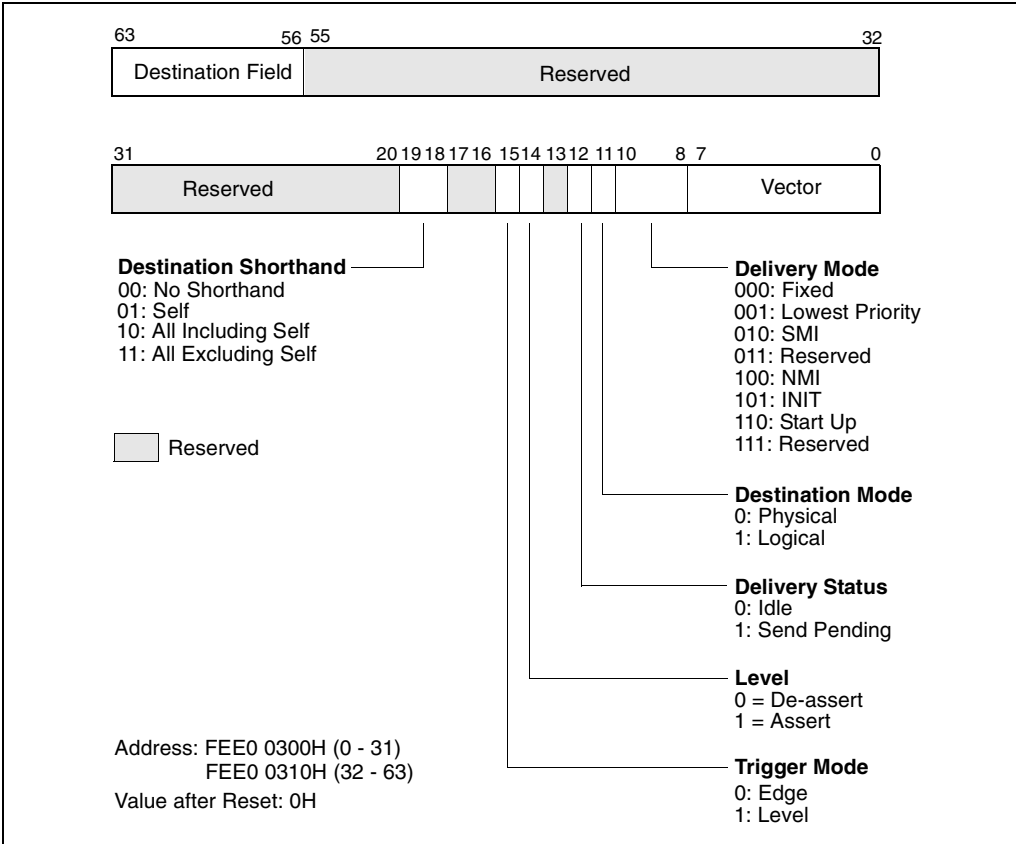 63 56 55 32
Destination Field Reserved
31 20 19 18 17 16 15 14 13 12 11 10 8 7 0
Reserved Vector
Destination Shorthand
00: No Shorthand
01: Self
10: All Including Self
11: All Excluding Self
Reserved
Delivery Mode
000: Fixed
001: Lowest Priority
010: SMI
011: Reserved
100: NMI
101: INIT
110: Start Up
111: Reserved
Destination Mode
0: Physical
1: Logical
Delivery Status
0: Idle
1: Send Pending
Level
0 = De-assert
1 = Assert
Trigger Mode
0: Edge
1: Level
Address: FEE0 0300H (0 - 31)
FEE0 0310H (32 - 63)
Value after Reset: 0H